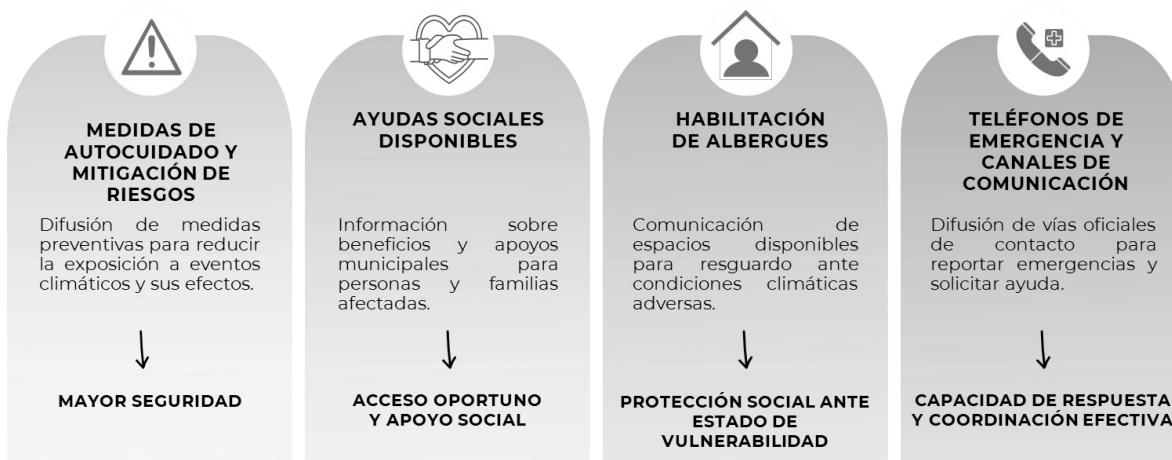 MEDIDAS DE
AUTOCUIDADO Y
MITIGACIÓN DE
RIESGOS
Difusión de medidas
preventivas para reducir
la exposición a eventos
climáticos y sus efectos.
MAYOR SEGURIDAD
AYUDAS SOCIALES
DISPONIBLES
Información sobre
beneficios y apoyos
municipales para
personas y familias
afectadas.
ACCESO OPORTUNO
Y APOYO SOCIAL
HABILITACIÓN
DE ALBERGUES
Comunicación de
espacios disponibles
para resguardo ante
condiciones climáticas
adversas.
PROTECCIÓN SOCIAL ANTE
ESTADO DE
VULNERABILIDAD
TELÉFONOS DE
EMERGENCIA Y
CANALES DE
COMUNICACIÓN
Difusión de vías oficiales
de contacto para
reportar emergencias y
solicitar ayuda.
CAPACIDAD DE RESPUESTA
Y COORDINACIÓN EFECTIVA